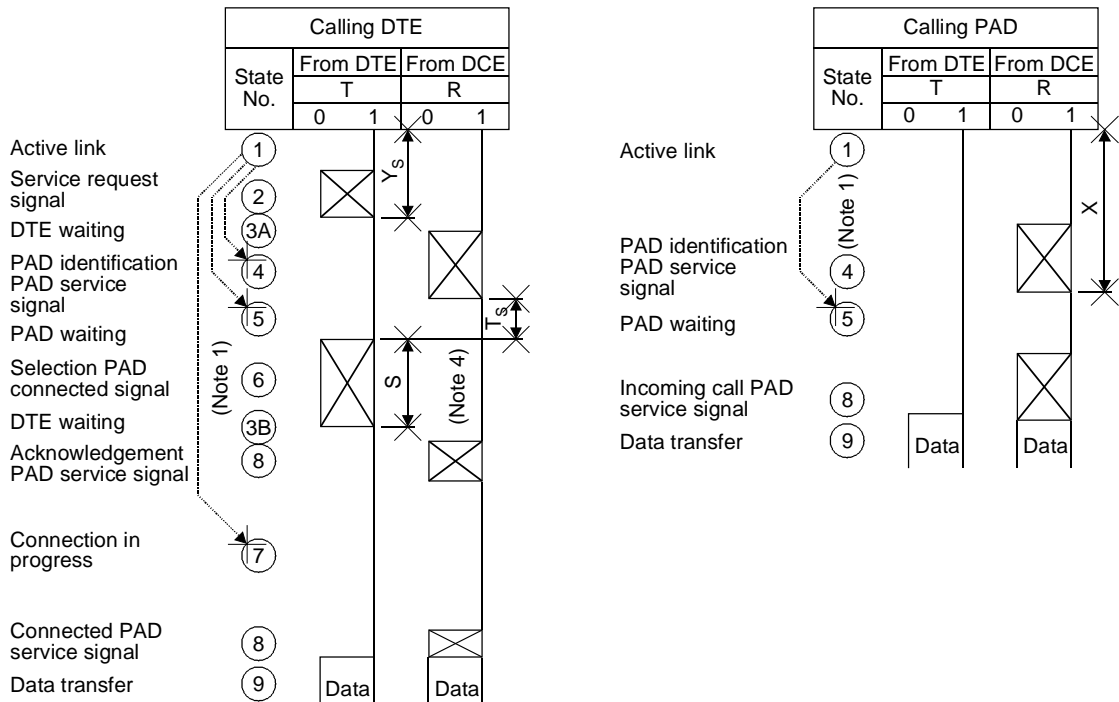 Calling DTE
State
No.
From DTE From DCE
T R
0 1 0 1
Active link 1
Service request
signal 2
DTE waiting 3A
PAD identification
PAD service
signal 4
PAD waiting 5
Selection PAD
connected signal 6
DTE waiting 3B
Acknowledgement
PAD service signal 8
Connection in
progress 7
Connected PAD
service signal 8
Data transfer 9
(Note 1)
YS
TS
S
(Note 4)
Data Data
Calling PAD
State
No.
From DTE From DCE
T R
0 1 0 1
Active link 1
(Note 1)
X
PAD identification
PAD service
signal 4
PAD waiting 5
Incoming call PAD
service signal 8
Data transfer 9
Data Data